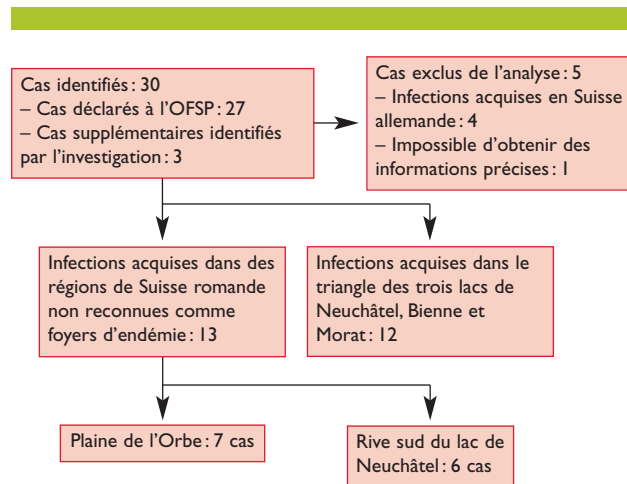 Cas identifiés : 30
– Cas déclarés à l'OFSP : 27
– Cas supplémentaires identifiés
par l'investigation : 3
Cas exclus de l'analyse : 5
– Infections acquises en Suisse
allemande : 4
– Impossible d'obtenir des
informations précises : 1
Infections acquises dans des
régions de Suisse romande
non reconnues comme
foyers d'endémie : 13
Infections acquises dans le
triangle des trois lacs de
Neuchâtel, Bienne et
Morat : 12
Plaine de l'Orbe : 7 cas
Rive sud du lac de
Neuchâtel : 6 cas